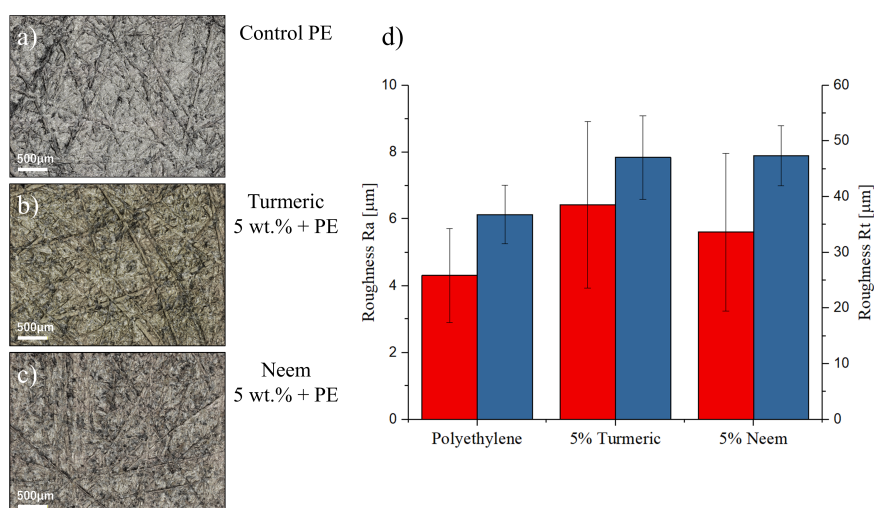 a)
Control PE
500µm
b)
Turmeric
5 wt.% + PE
500µm
c)
Neem
5 wt.% + PE
500µm
d)
10
8
6
4
2
0
Roughness Ra [µm]
60
50
40
30
20
10
0
Roughness Rt [µm]
Polyethylene
5% Turmeric
5% Neem